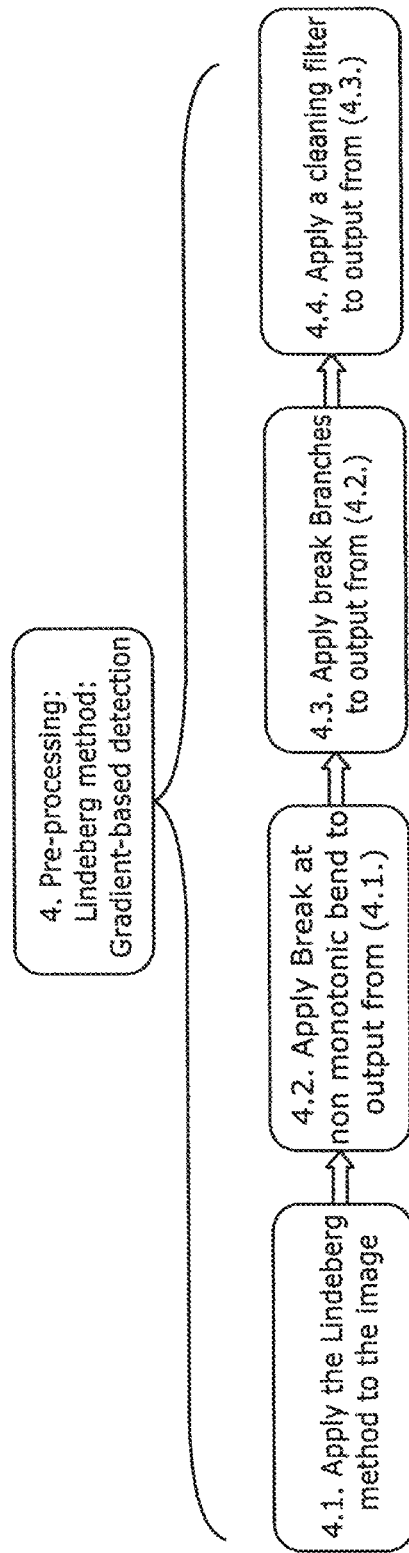 4. Pre-processing:
Lindeberg method:
Gradient-based detection
4.1. Apply the Lindeberg
method to the image
4.2. Apply Break at
non monotonic bend to
output from (4.1.)
4.3. Apply break Branches
to output from (4.2.)
4.4. Apply a cleaning filter
to output from (4.3.)